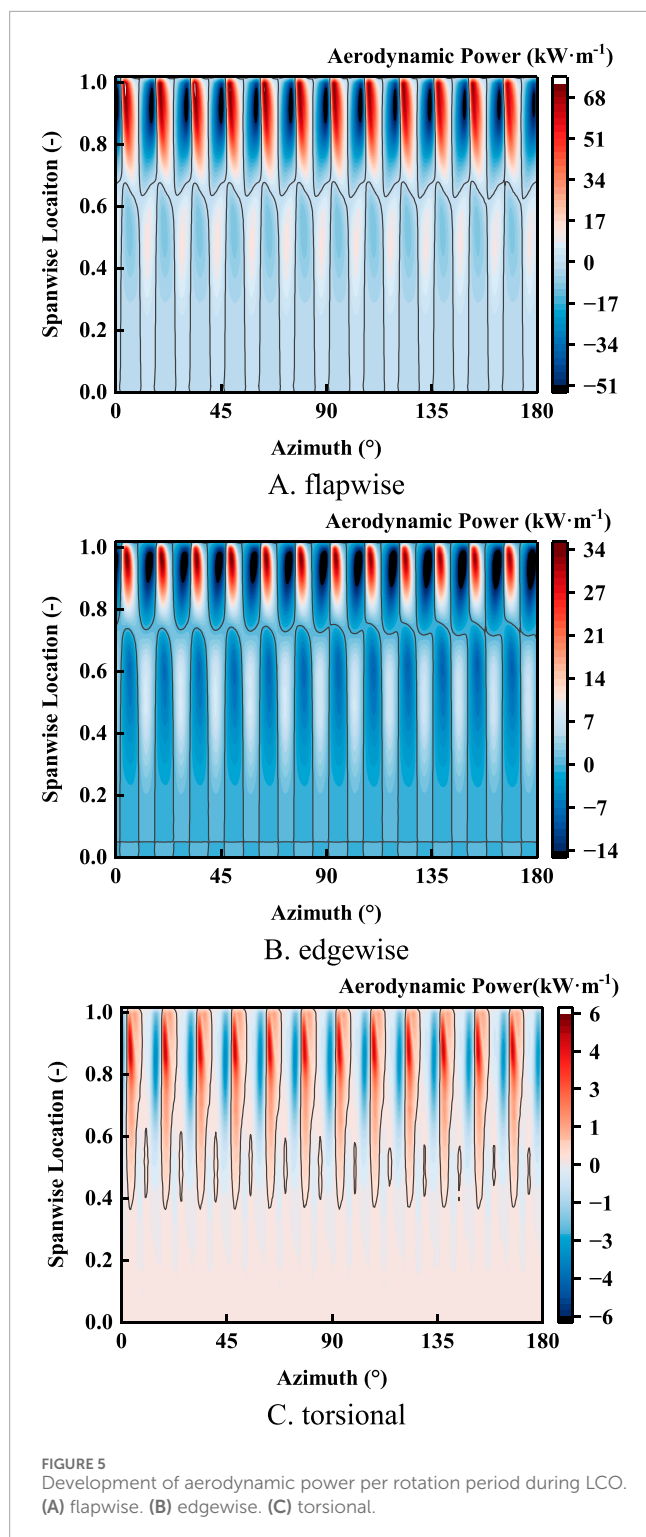 Aerodynamic Power (kW·m⁻¹)
1.0
0.8
0.6
0.4
0.2
0.0
Spanwise Locaiton (-)
0 45 90 135 180
Azimuth (°)
68
51
34
17
0
−17
−34
−51
A. flapwise
Aerodynamic Power (kW·m⁻¹)
1.0
0.8
0.6
0.4
0.2
0.0
Spanwise Location (-)
0 45 90 135 180
Azimuth (°)
34
27
21
14
7
0
−7
−14
B. edgewise
Aerodynamic Power(kW·m⁻¹)
1.0
0.8
0.6
0.4
0.2
0.0
Spanwise Location (-)
0 45 90 135 180
Azimuth (°)
6
4
3
1
0
−1
−3
−4
−6
C. torsional
FIGURE 5
Development of aerodynamic power per rotation period during LCO.
(A) flapwise. (B) edgewise. (C) torsional.